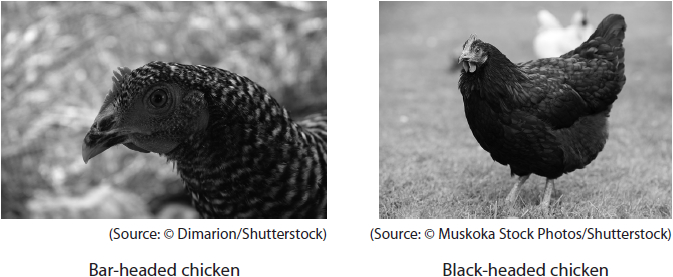 (Source: © Dimarion/Shutterstock)
(Source: © Muskoka Stock Photos/Shutterstock)
Bar-headed chicken
Black-headed chicken